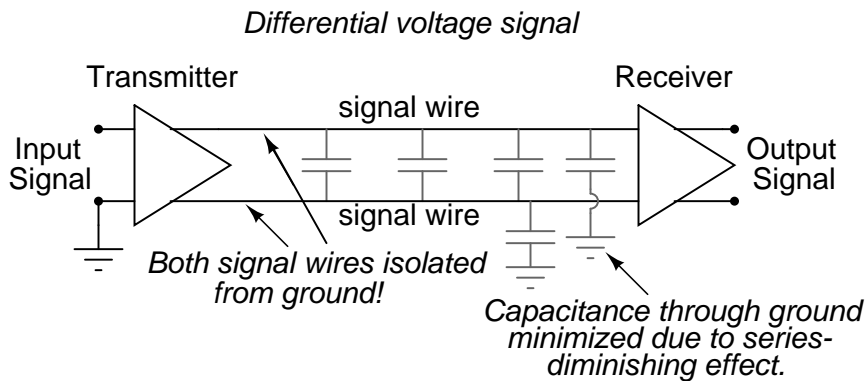 Differential voltage signal
Transmitter
Receiver
signal wire
Input
Signal
Output
Signal
signal wire
Both signal wires isolated
from ground!
Capacitance through ground
minimized due to series-
diminishing effect.